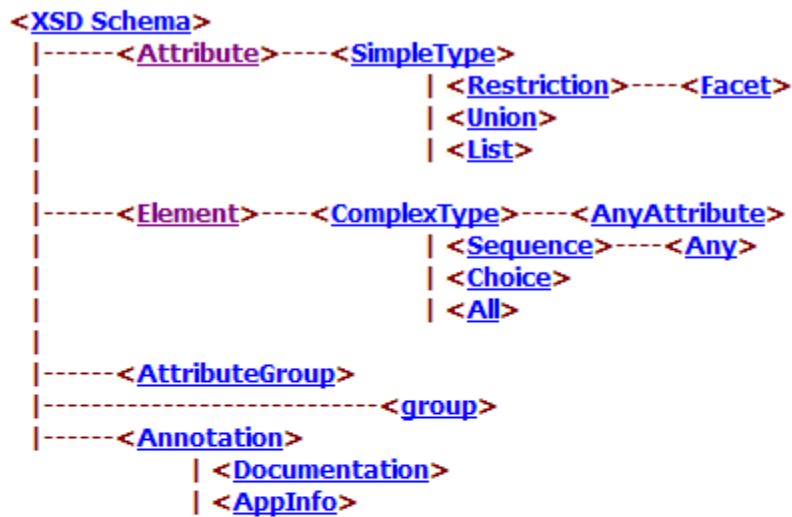 <XSD Schema>
|------<Attribute>----<SimpleType>
| | <Restriction>----<Facet>
| | <Union>
| | <List>
|
|------<Element>----<ComplexType>----<AnyAttribute>
| | <Sequence>----<Any>
| | <Choice>
| | <All>
|
|------<AttributeGroup>
|---------------------------<group>
|------<Annotation>
| <Documentation>
| <AppInfo>